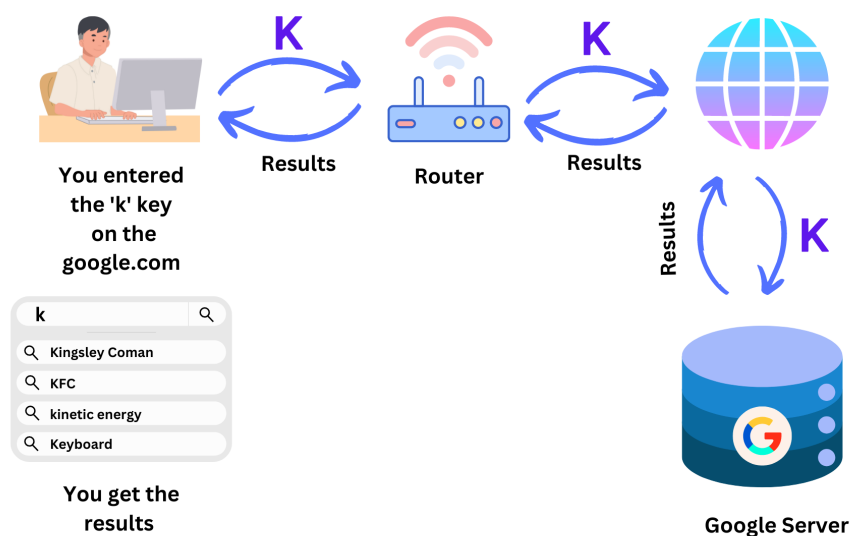 K
K
Results
Results
Router
You entered
the 'k' key
on the
google.com
Results
K
k
Kingsley Coman
KFC
kinetic energy
Keyboard
G
You get the
results
Google Server